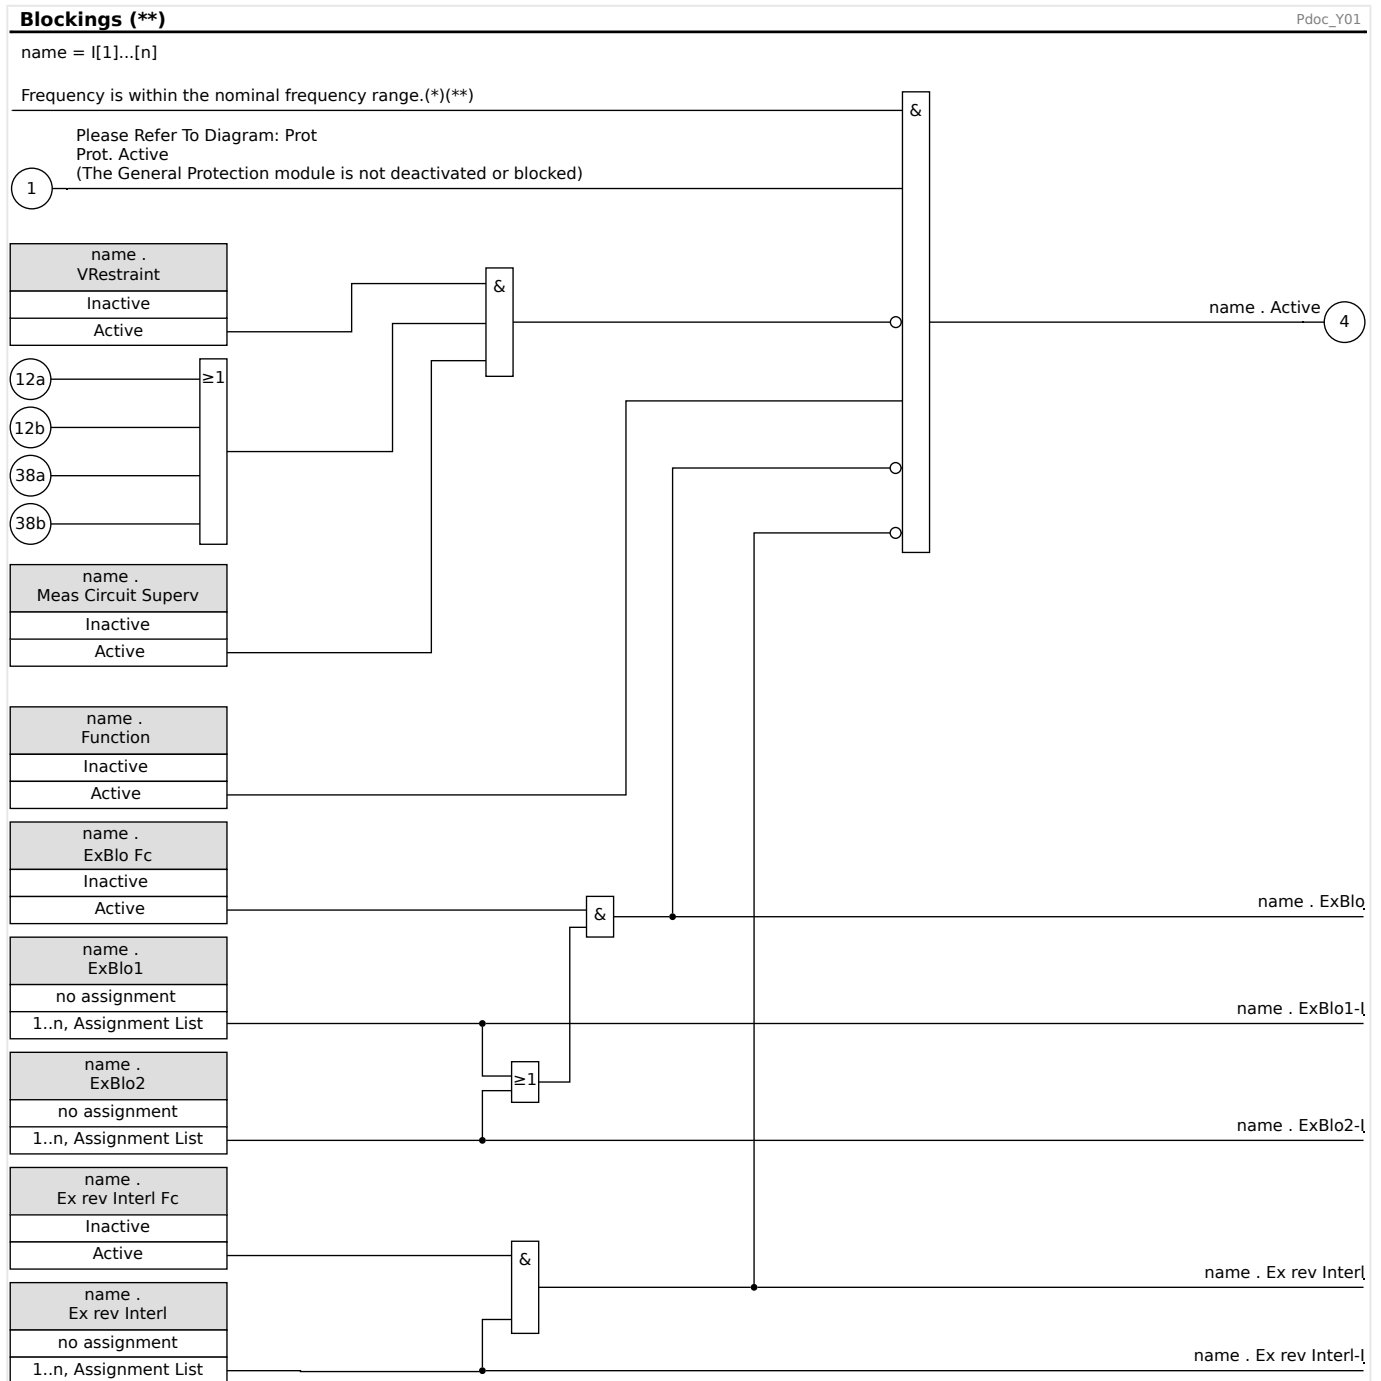 Blockings (**)
Pdoc_Y01
name = I[1]...[n]
Frequency is within the nominal frequency range.(*)(**)
&
Please Refer To Diagram: Prot
Prot. Active
(The General Protection module is not deactivated or blocked)
1
name .
VRestraint
Inactive
Active
&
name . Active
4
12a
≥1
12b
38a
38b
name .
Meas Circuit Superv
Inactive
Active
name .
Function
Inactive
Active
name .
ExBlo Fc
Inactive
Active
&
name . ExBlo
name .
ExBlo1
no assignment
1..n, Assignment List
name . ExBlo1-I
name .
ExBlo2
≥1
no assignment
1..n, Assignment List
name . ExBlo2-I
name .
Ex rev Interl Fc
Inactive
Active
&
name . Ex rev Interl
name .
Ex rev Interl
no assignment
1..n, Assignment List
name . Ex rev Interl-I